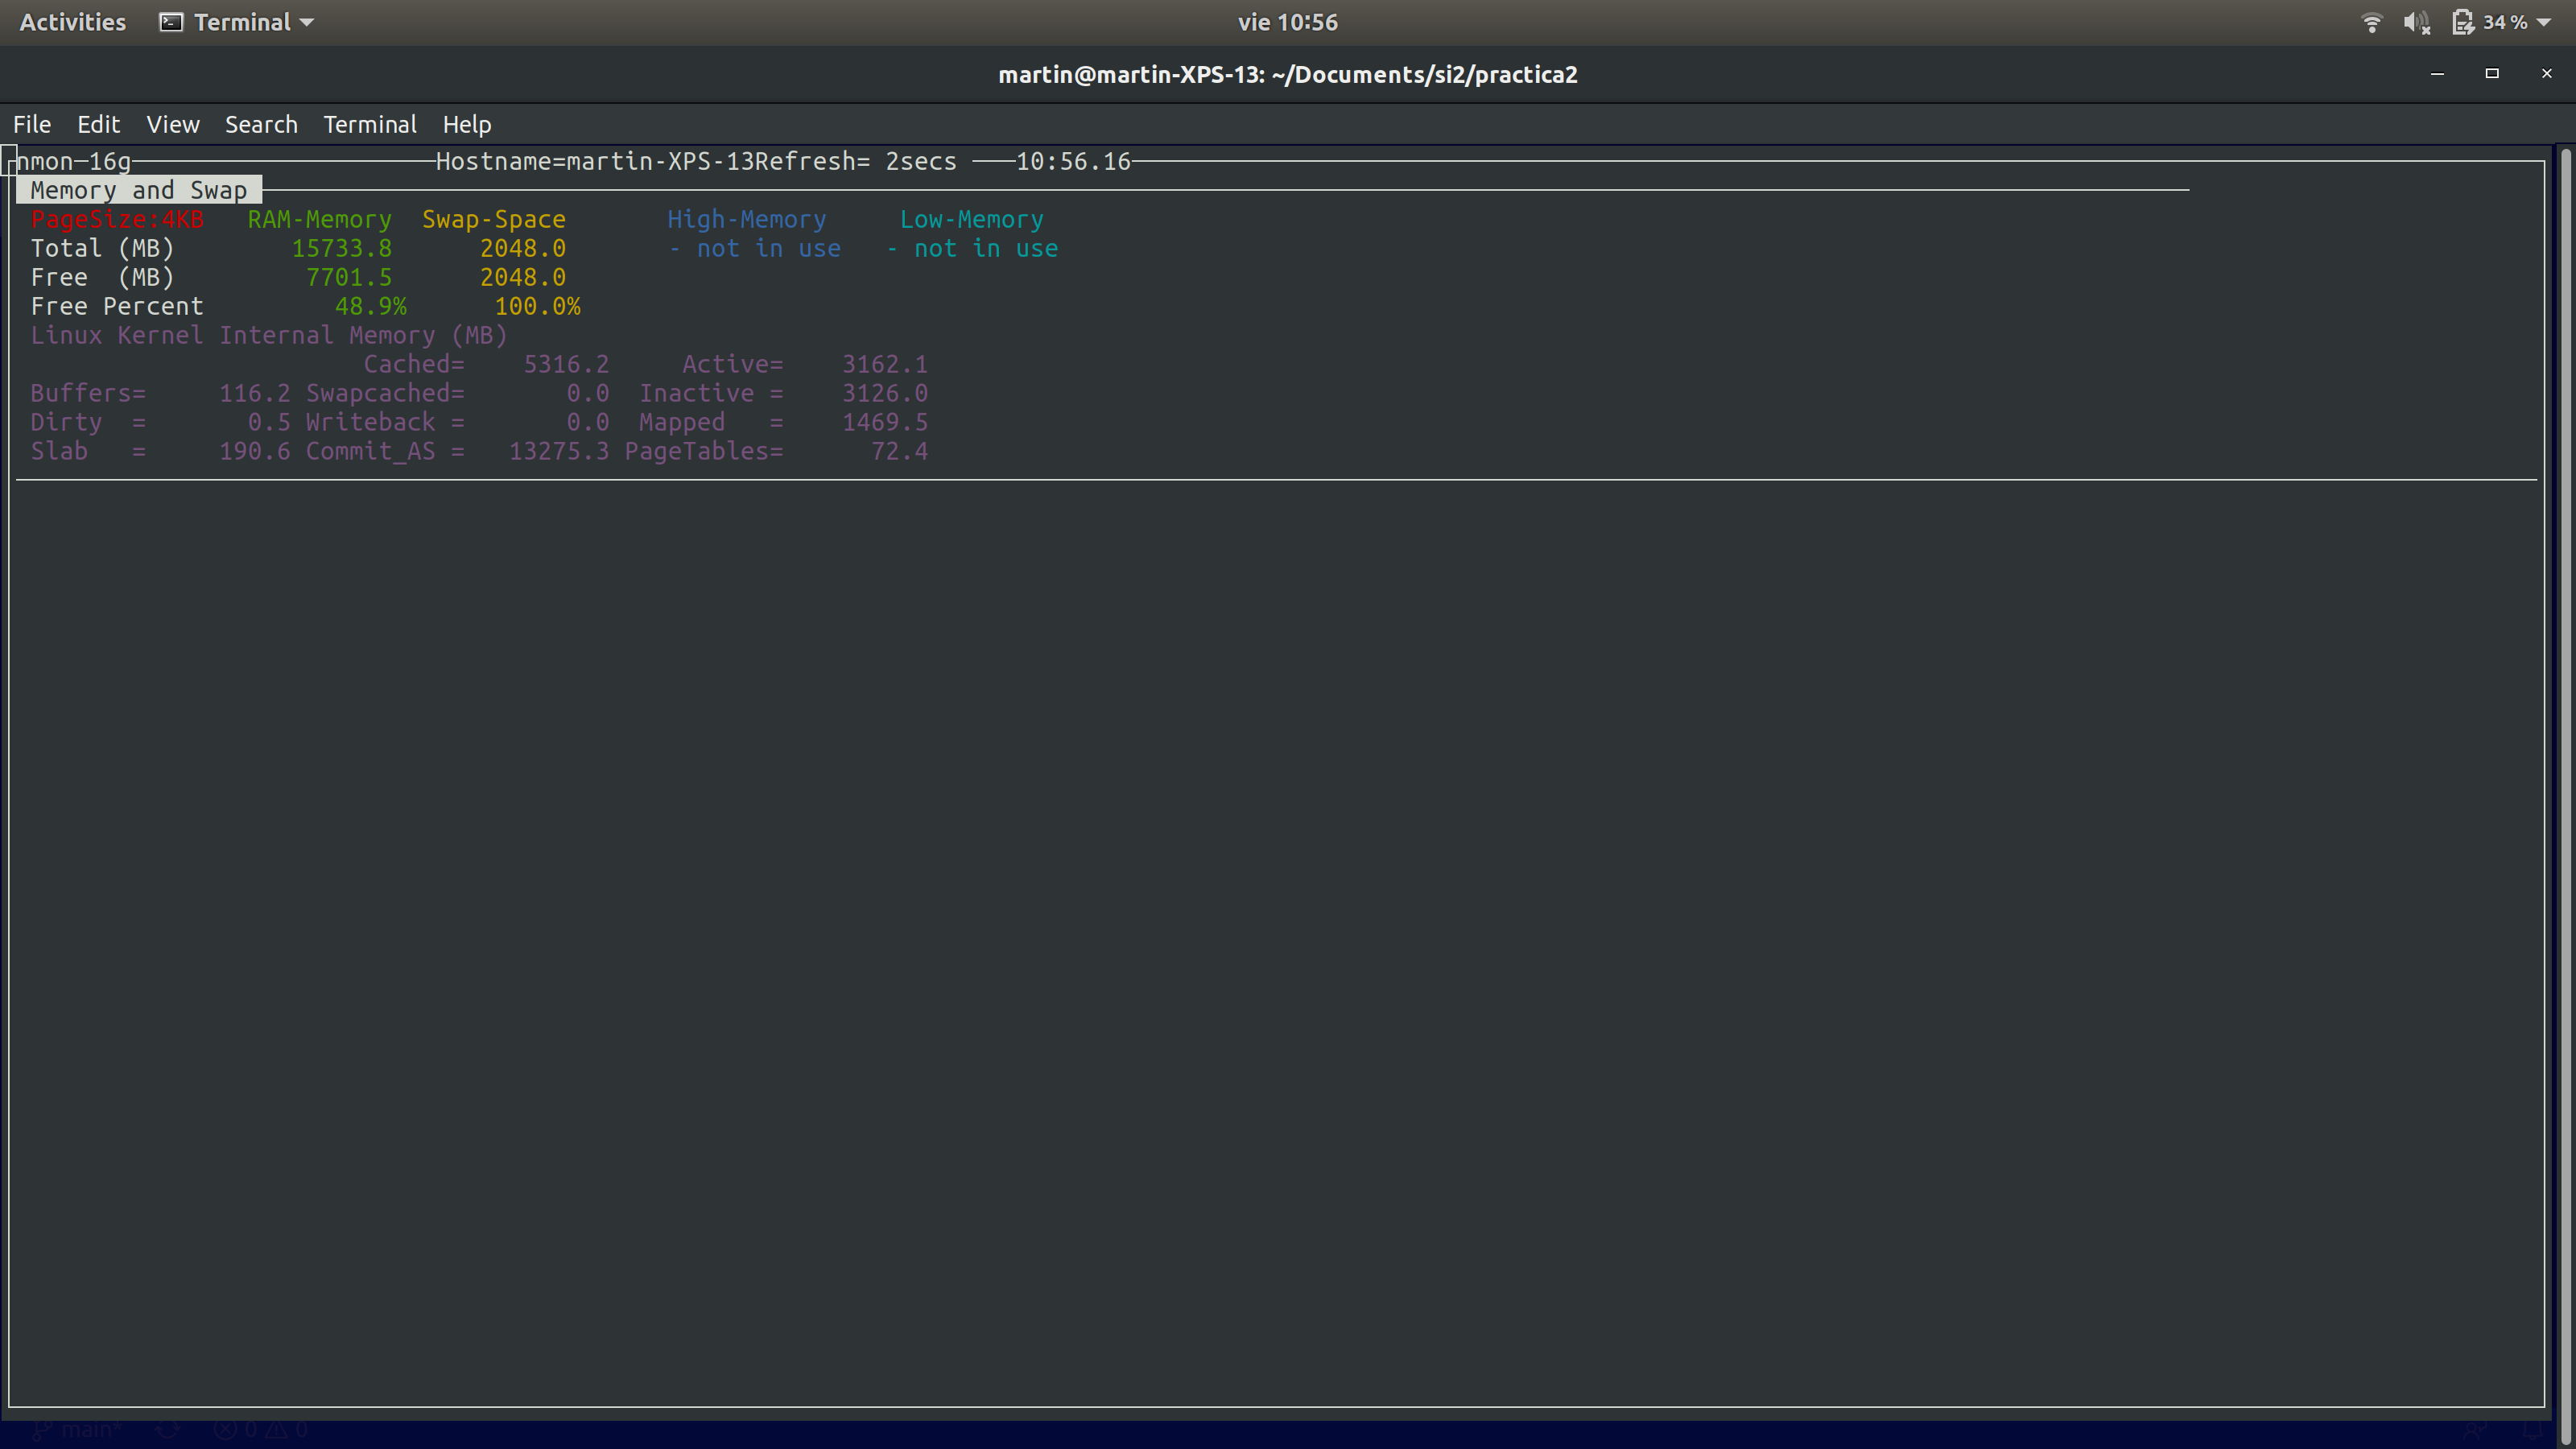 Activities Terminal vie 10:56 34 %
martin@martin-XPS-13: ~/Documents/si2/practica2
File Edit View Search Terminal Help
nmon 16g Hostname=martin-XPS-13Refresh= 2secs 10:56.16
Memory and Swap
PageSize:4KB RAM-Memory Swap-Space High-Memory Low-Memory
Total (MB) 15733.8 2048.0 - not in use - not in use
Free (MB) 7701.5 2048.0
Free Percent 48.9% 100.0%
Linux Kernel Internal Memory (MB)
Cached= 5316.2 Active= 3162.1
Buffers= 116.2 Swapcached= 0.0 Inactive = 3126.0
Dirty = 0.5 Writeback = 0.0 Mapped = 1469.5
Slab = 190.6 Commit_AS = 13275.3 PageTables= 72.4
main* 0 0